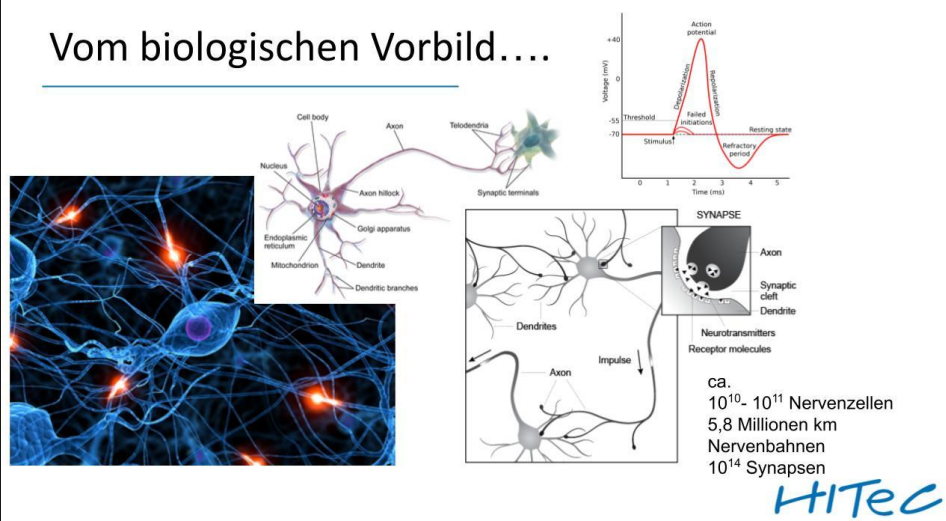 Vom biologischen Vorbild....
Action
potential
+40
Voltage (mV)
0
Depolarization
Repolarization
Threshold
-55
Failed
initiations
-70
Resting state
Stimulus
Refractory
period
0 1 2 3 4 5
Time (ms)
Cell body
Axon
Telodendria
Nucleus
Axon hillock
Synaptic terminals
Endoplasmic
reticulum
Golgi apparatus
Mitochondrion
Dendrite
Dendritic branches
SYNAPSE
Axon
Synaptic
cleft
Dendrite
Neurotransmitters
Receptor molecules
Dendrites
Impulse
Axon
ca.
10¹⁰- 10¹¹ Nervenzellen
5,8 Millionen km
Nervenbahnen
10¹⁴ Synapsen
HITeC